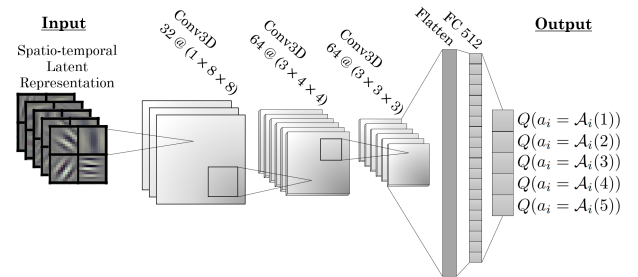 Input
Spatio-temporal
Latent
Representation
Conv3D
32 @ (1 × 8 × 8)
Conv3D
64 @ (3 × 4 × 4)
Conv3D
64 @ (3 × 3 × 3)
Flatten
FC 512
Output
Q(a_i = 𝒜_i(1))
Q(a_i = 𝒜_i(2))
Q(a_i = 𝒜_i(3))
Q(a_i = 𝒜_i(4))
Q(a_i = 𝒜_i(5))